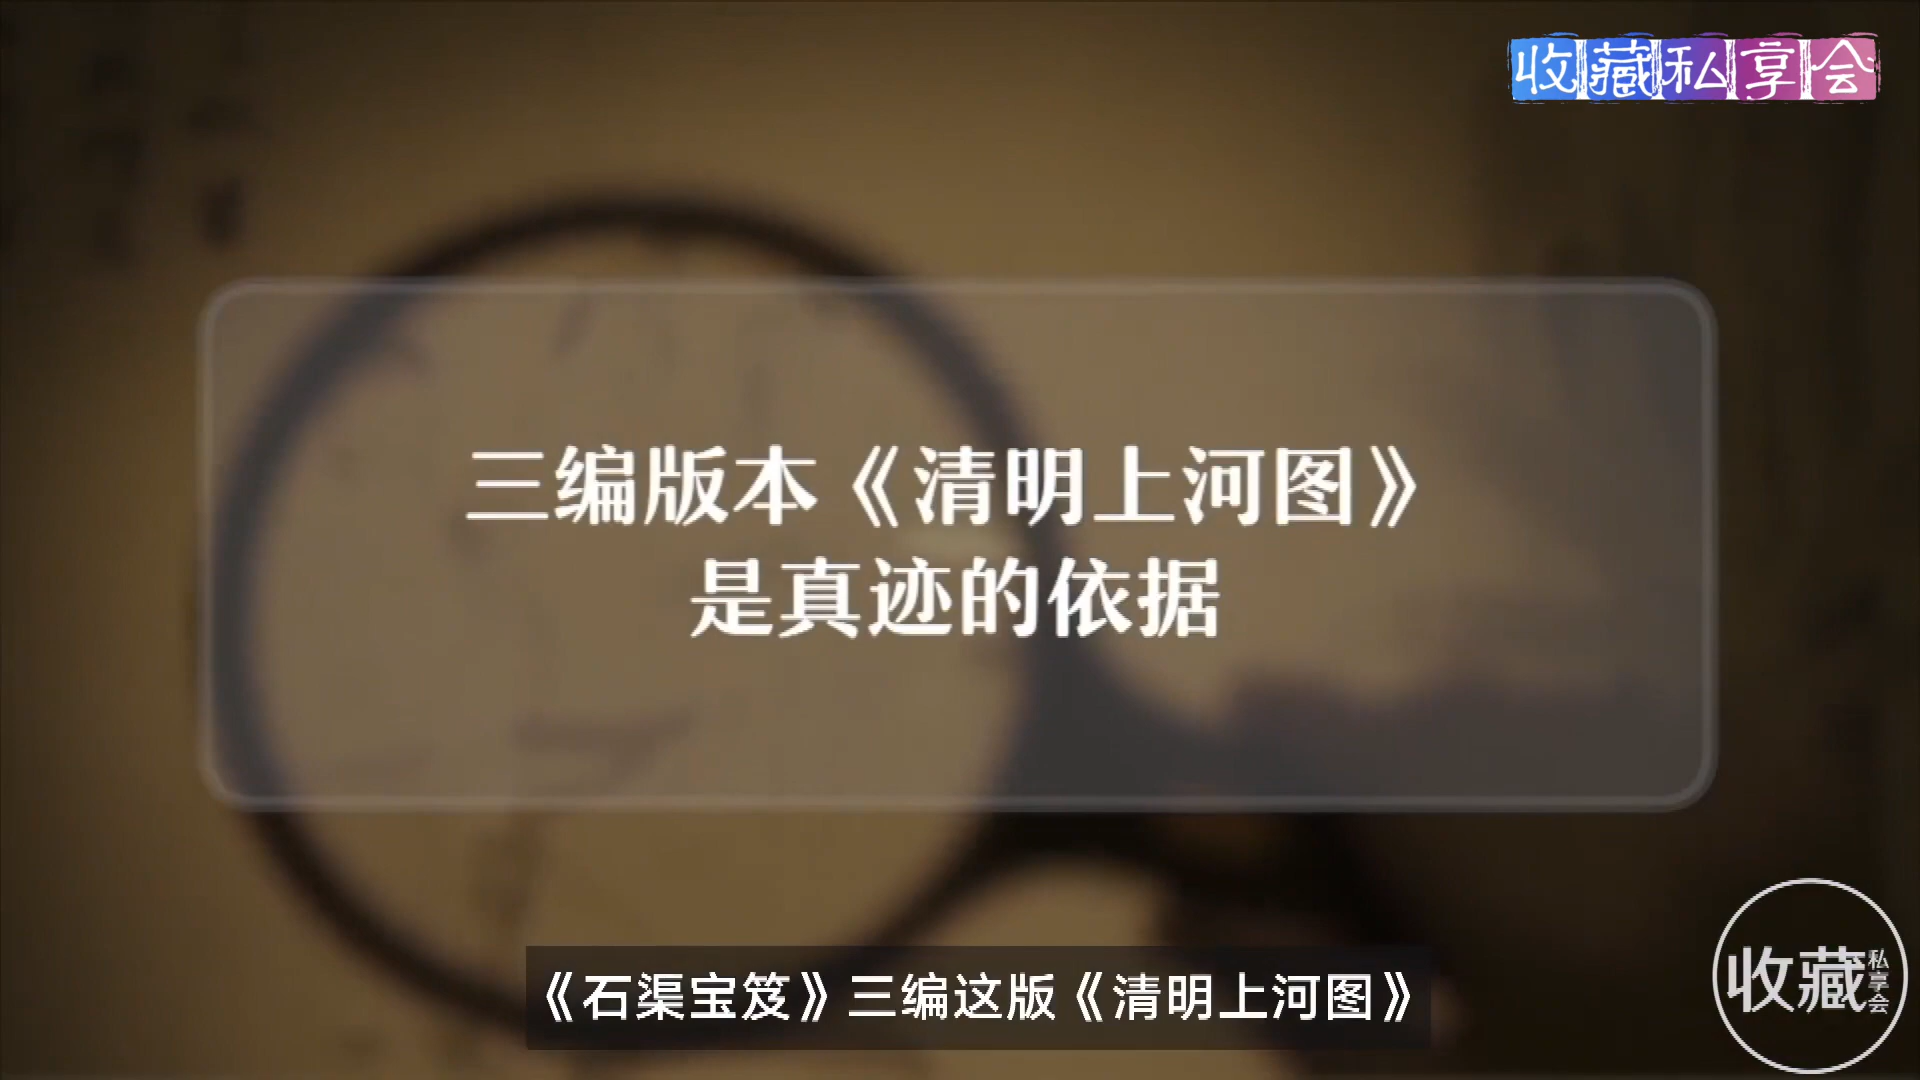 收藏私享会
三编版本《清明上河图》
是真迹的依据
《石渠宝笈》三编这版《清明上河图》
收藏私享会